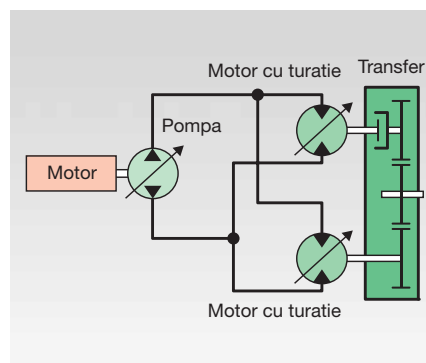 Motor cu turatie
Transfer
Pompa
Motor
Motor cu turatie